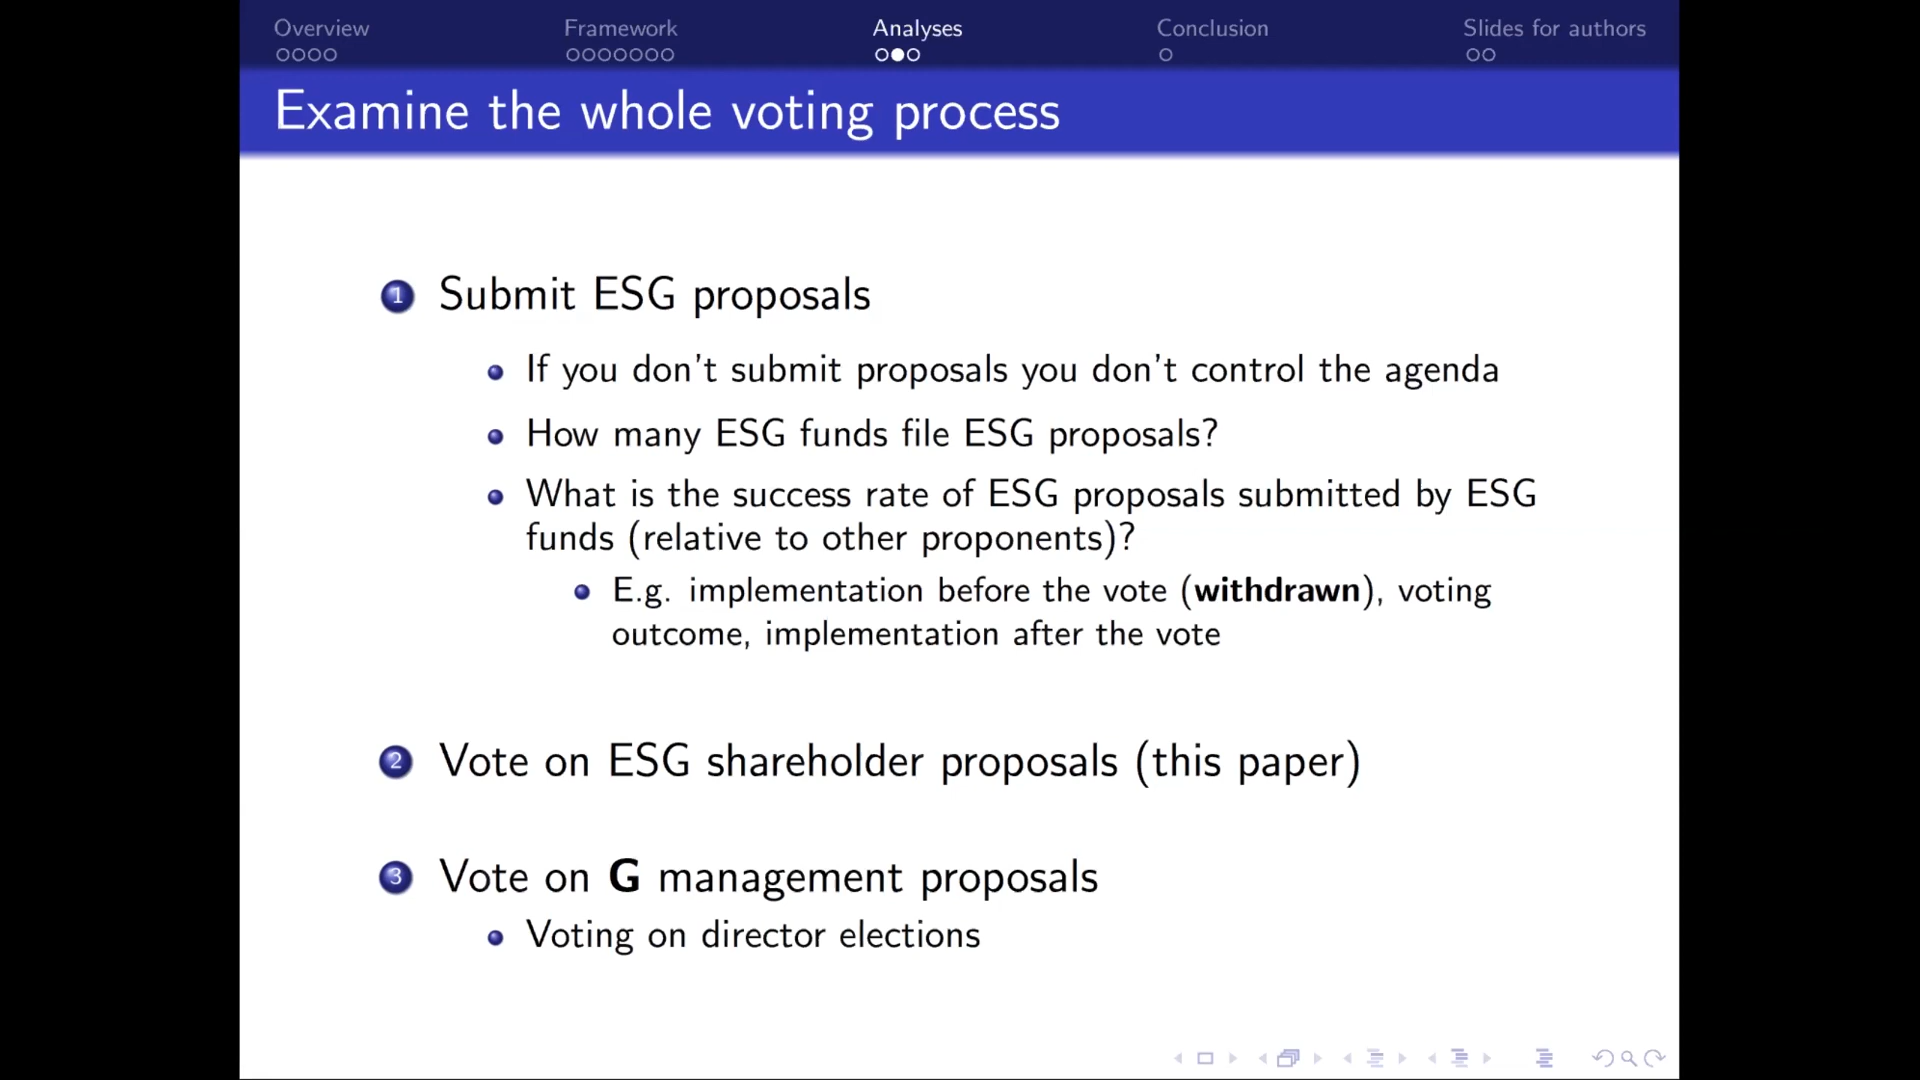 Overview Framework Analyses Conclusion Slides for authors
Examine the whole voting process
1 Submit ESG proposals
If you don't submit proposals you don't control the agenda
How many ESG funds file ESG proposals?
What is the success rate of ESG proposals submitted by ESG
funds (relative to other proponents)?
E.g. implementation before the vote (withdrawn), voting
outcome, implementation after the vote
2 Vote on ESG shareholder proposals (this paper)
3 Vote on G management proposals
Voting on director elections